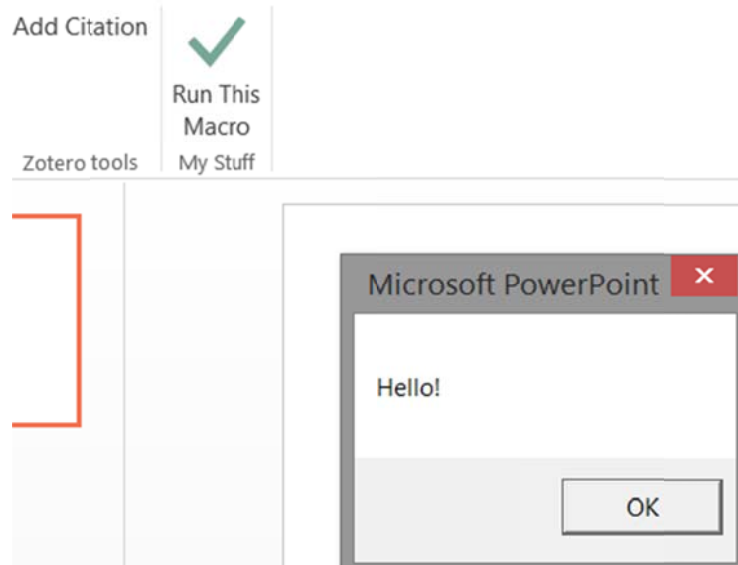 Add Citation
Run This
Macro
Zotero tools
My Stuff
Microsoft PowerPoint
Hello!
OK